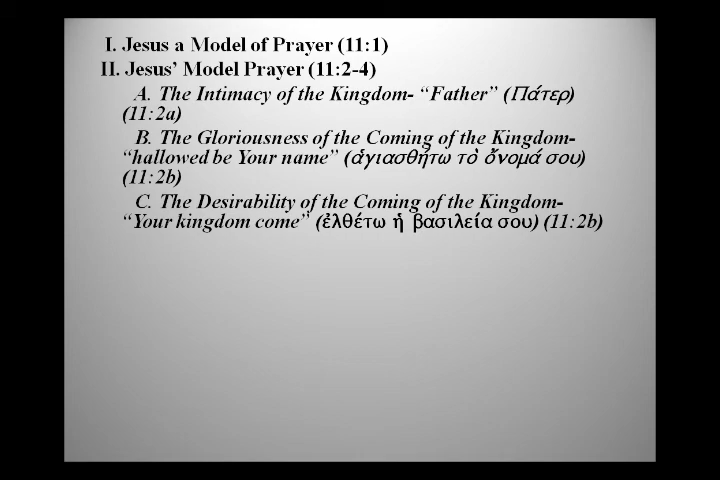 I. Jesus a Model of Prayer (11:1)
II. Jesus’ Model Prayer (11:2-4)
A. The Intimacy of the Kingdom- “Father” (Πάτερ)
(11:2a)
B. The Gloriousness of the Coming of the Kingdom-
“hallowed be Your name” (ἁγιασθήτω τὸ ὄνομά σου)
(11:2b)
C. The Desirability of the Coming of the Kingdom-
“Your kingdom come” (ἐλθέτω ἡ βασιλεία σου) (11:2b)